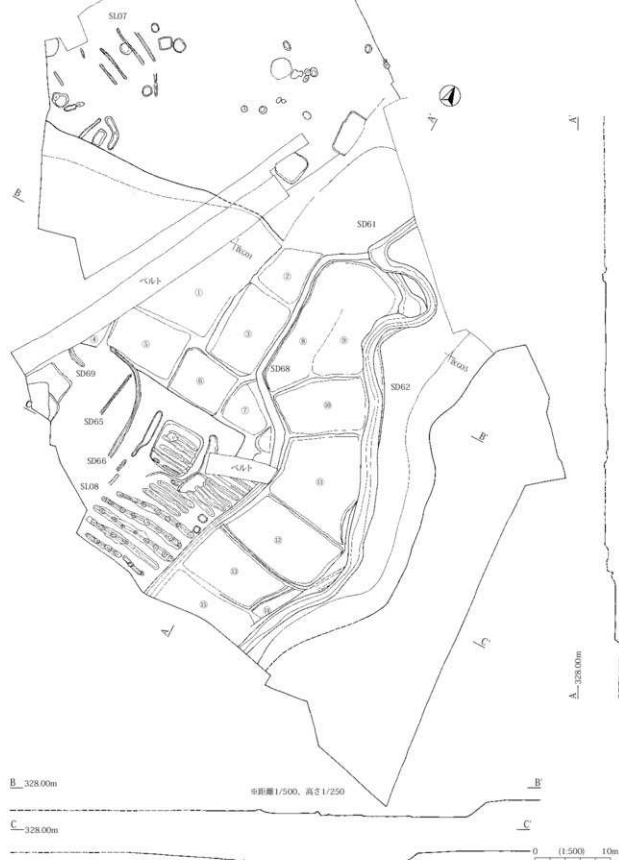 SL07
A'
A'
B
SD61
ベルト
①
②
③
④
⑤
⑥
⑦
⑧
⑨
⑩
⑪
⑫
⑬
⑮
SD69
SD68
SD62
SD65
SD66
SL08
ベルト
B'
C'
A
A 328.00m
B 328.00m
B'
※距離1/500、高さ1/250
C 328.00m
C'
0 (1:500) 10m